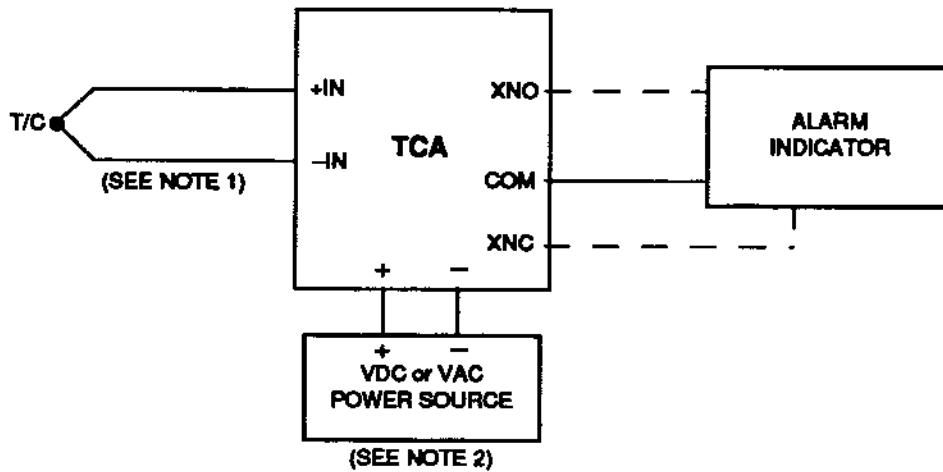 T/C
+IN
–IN
(SEE NOTE 1)
TCA
XNO
COM
XNC
+ –
ALARM
INDICATOR
+ –
VDC or VAC
POWER SOURCE
(SEE NOTE 2)